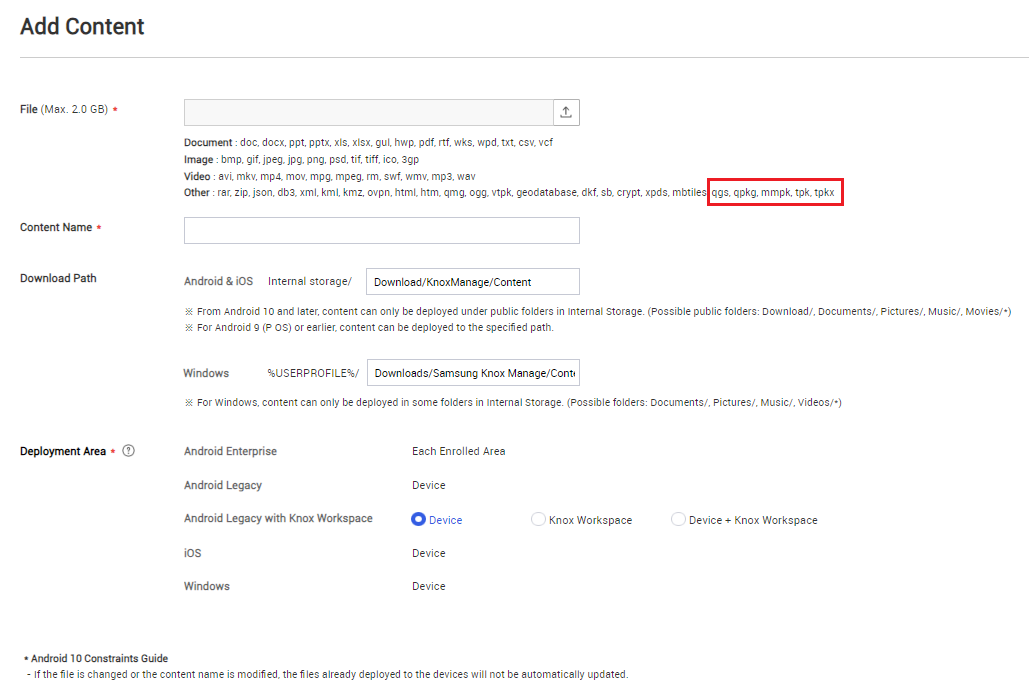 Add Content
File (Max. 2.0 GB) *
Document : doc, docx, ppt, pptx, xls, xlsx, gul, hwp, pdf, rtf, wks, wpd, txt, csv, vcf
Image : bmp, gif, jpeg, jpg, png, psd, tif, tiff, ico, 3gp
Video : avi, mkv, mp4, mov, mpg, mpeg, rm, swf, wmv, mp3, wav
Other : rar, zip, json, db3, xml, kml, kmz, ovpn, html, htm, qmg, ogg, vtpk, geodatabase, dkf, sb, crypt, xpds, mbtiles, qgs, qpkg, mmpk, tpk, tpkx
Content Name *
Download Path
Android & iOS Internal storage/ Download/KnoxManage/Content
※ From Android 10 and later, content can only be deployed under public folders in Internal Storage. (Possible public folders: Download/, Documents/, Pictures/, Music/, Movies/*)
※ For Android 9 (P OS) or earlier, content can be deployed to the specified path.
Windows %USERPROFILE%/ Downloads/Samsung Knox Manage/Conte
※ For Windows, content can only be deployed in some folders in Internal Storage. (Possible folders: Documents/, Pictures/, Music/, Videos/*)
Deployment Area * ?
Android Enterprise Each Enrolled Area
Android Legacy Device
Android Legacy with Knox Workspace Device Knox Workspace Device + Knox Workspace
iOS Device
Windows Device
* Android 10 Constraints Guide
- If the file is changed or the content name is modified, the files already deployed to the devices will not be automatically updated.